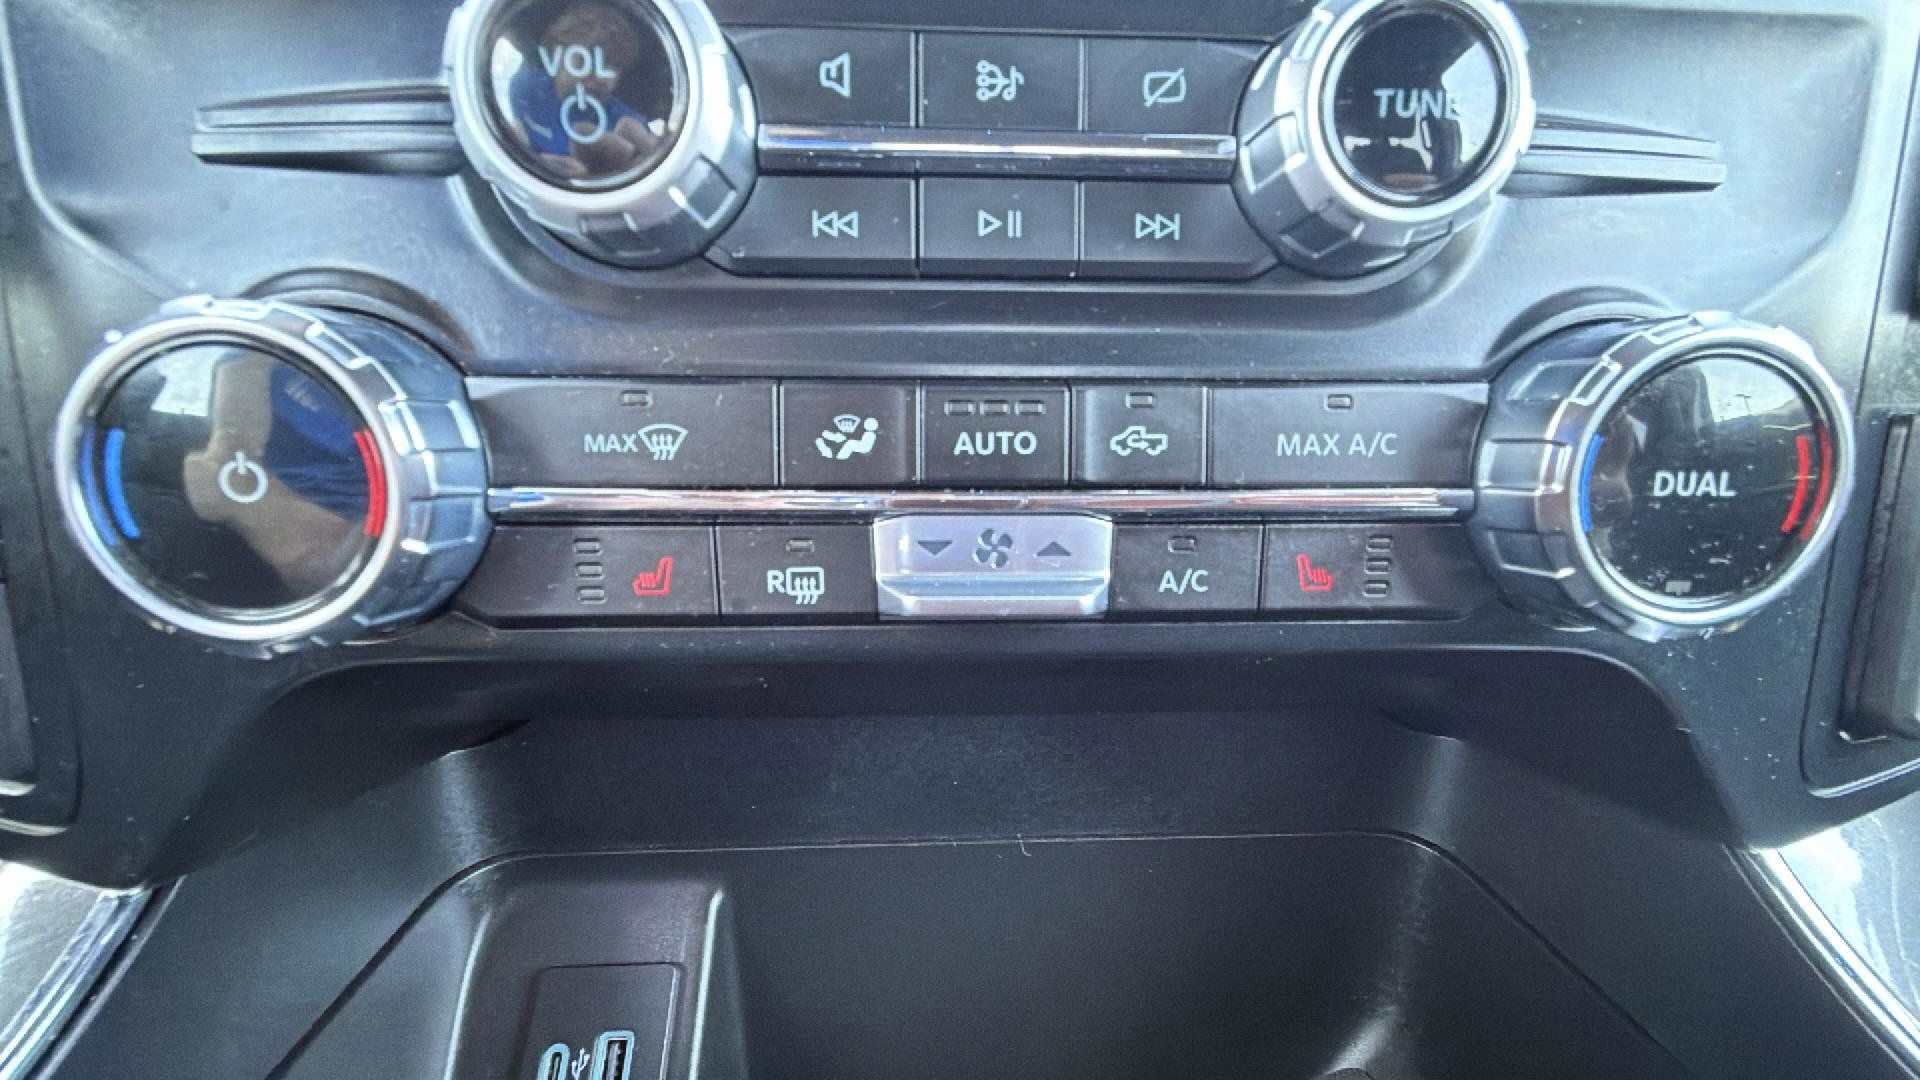 VOL
TUNE
MAX
AUTO
MAX A/C
DUAL
R
A/C